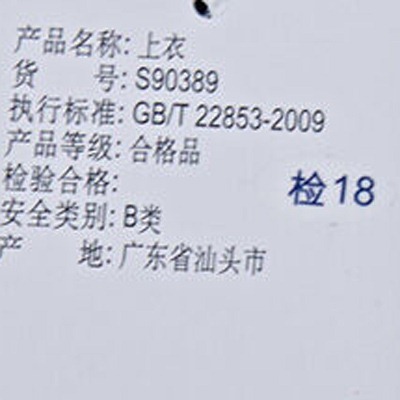 产品名称: 上衣
货 号: S90389
执行标准: GB/T 22853-2009
产品等级: 合格品
检验合格:
检18
安全类别: B类
产 地: 广东省汕头市